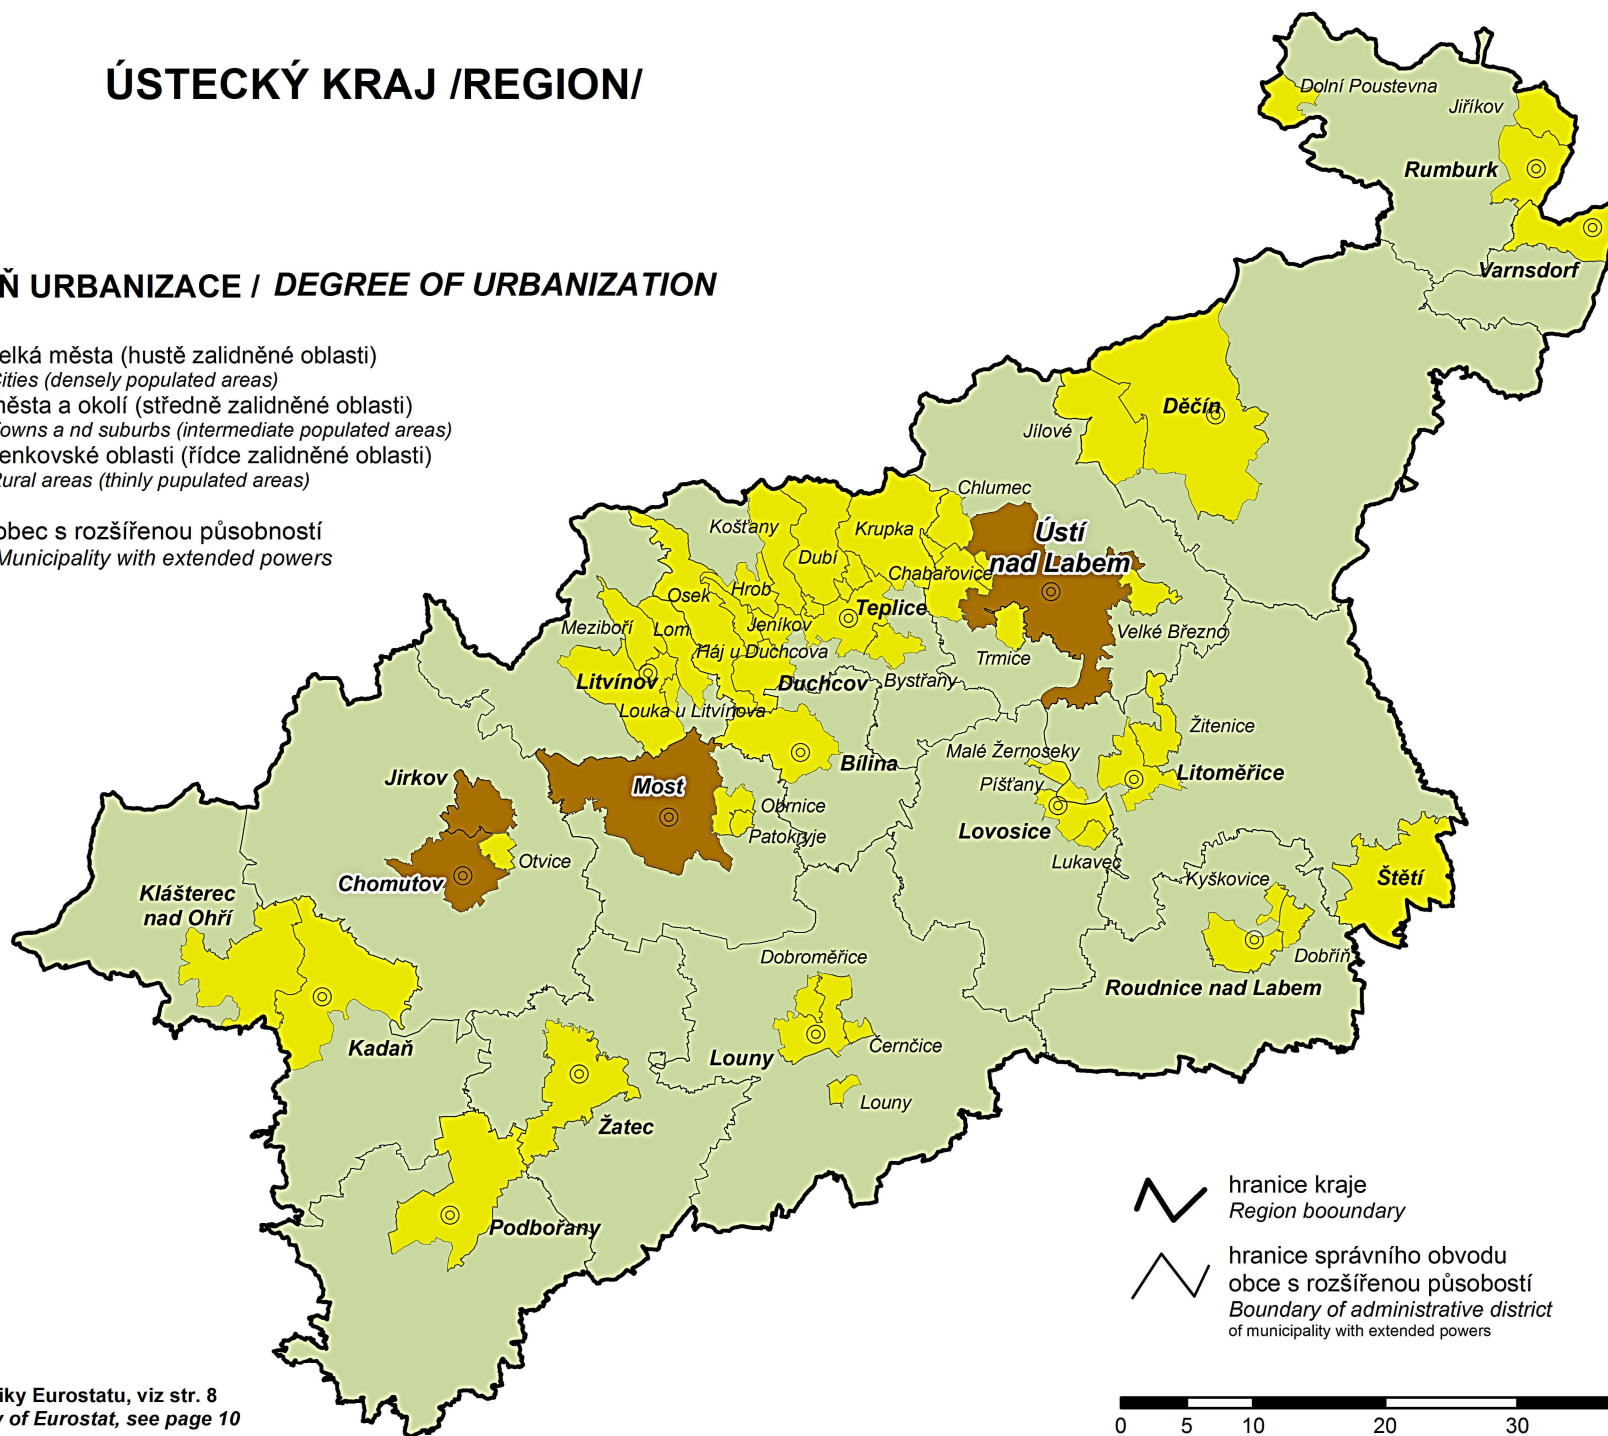 ÚSTECKÝ KRAJ /REGION/
Ň URBANIZACE / DEGREE OF URBANIZATION
elká města (hustě zalidněné oblasti)
Cities (densely populated areas)
města a okolí (středně zalidněné oblasti)
Towns a nd suburbs (intermediate populated areas)
enkovské oblasti (řídce zalidněné oblasti)
Rural areas (thinly pupulated areas)
obec s rozšířenou působností
Municipality with extended powers
Dolní Poustevna
Jiříkov
Rumburk
Varnsdorf
Děčín
Jílové
Chlumec
Ústí
nad Labem
Košťany
Krupka
Dubí
Chabařovice
Osek
Hrob
Teplice
Meziboří
Lom
Jeníkov
Velké Březno
Háj u Duchcova
Trmice
Litvínov
Duchcov
Bystřany
Louka u Litvínova
Žitenice
Malé Žernoseky
Bílina
Litoměřice
Jirkov
Most
Píšťany
Obrnice
Lovosice
Patokryje
Otvice
Lukavec
Chomutov
Kyškovice
Štětí
Klášterec
nad Ohří
Dobroměřice
Dobříň
Roudnice nad Labem
Kadaň
Louny
Černčice
Louny
Žatec
Podbořany
hranice kraje
Region booundary
hranice správního obvodu
obce s rozšířenou působostí
Boundary of administrative district
of municipality with extended powers
iky Eurostatu, viz str. 8
y of Eurostat, see page 10
0 5 10 20 30